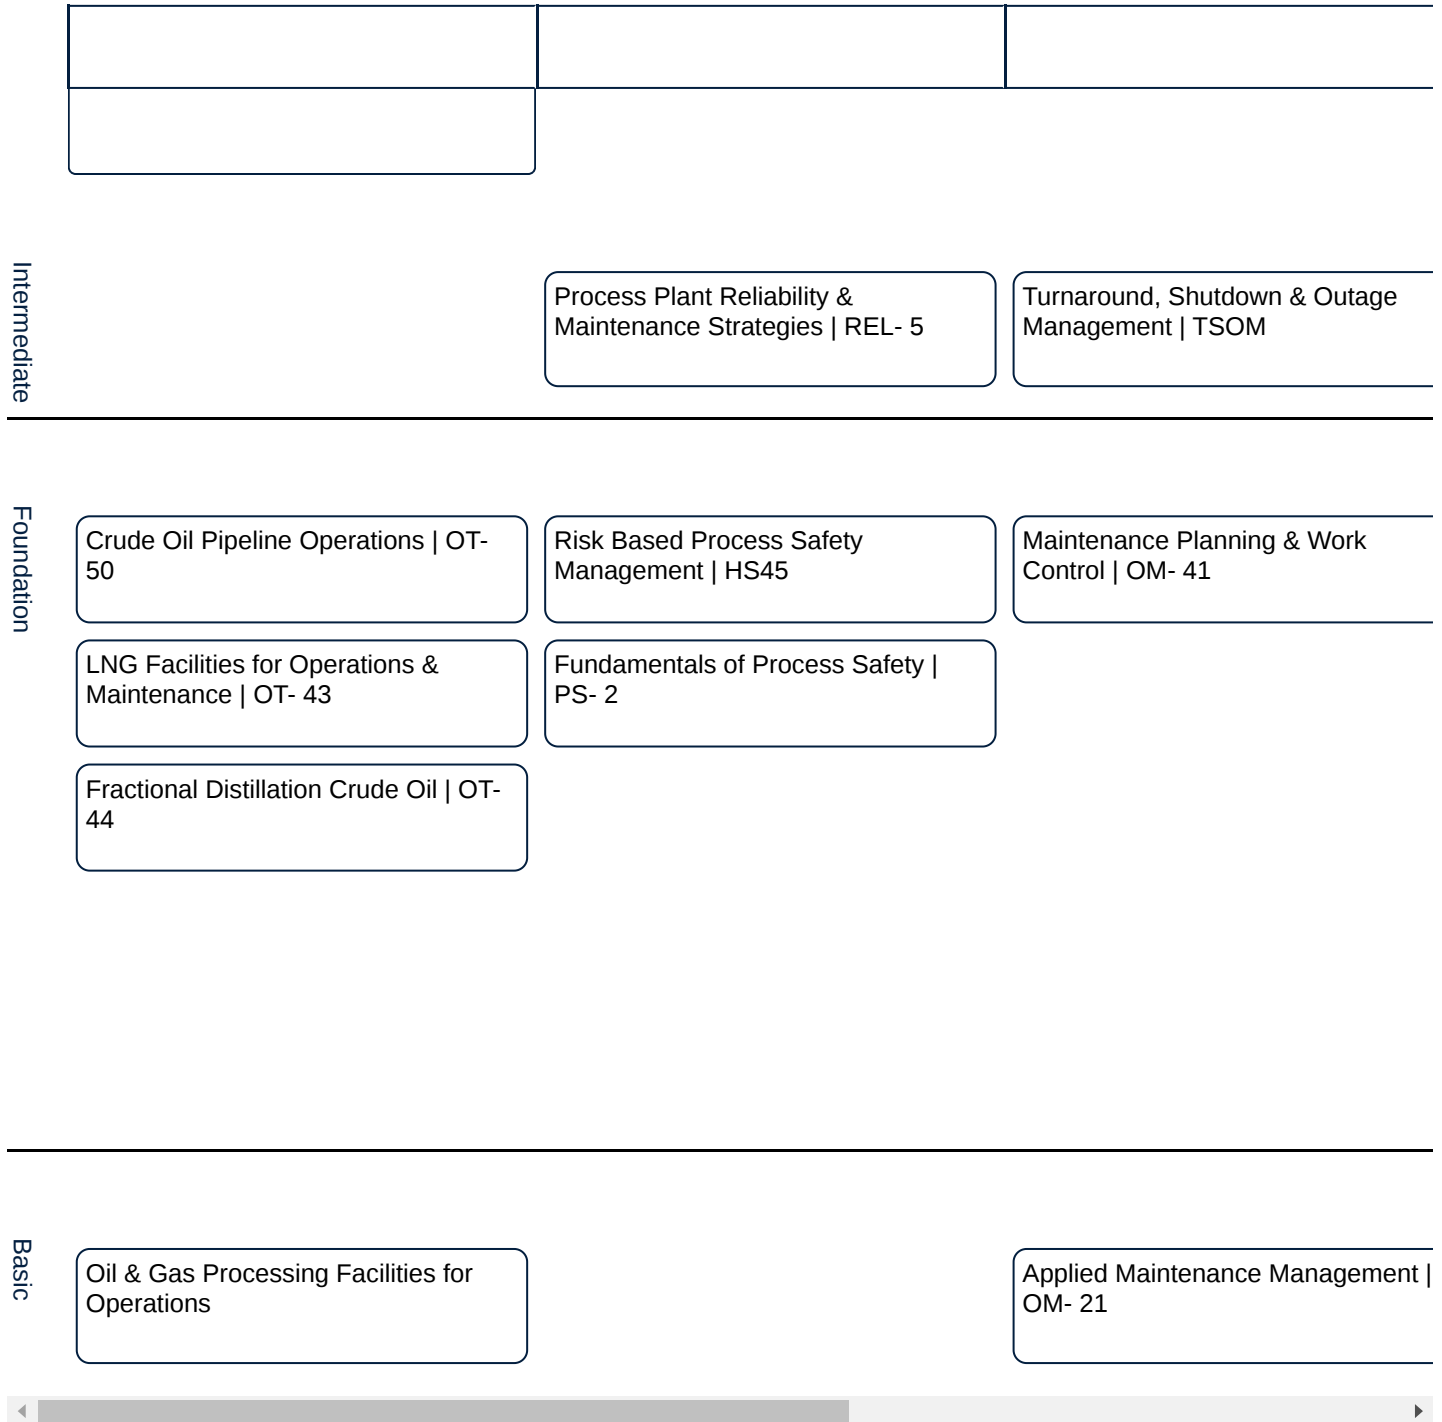 Intermediate
Process Plant Reliability &
Maintenance Strategies | REL- 5
Turnaround, Shutdown & Outage
Management | TSOM
Foundation
Crude Oil Pipeline Operations | OT-
50
Risk Based Process Safety
Management | HS45
Maintenance Planning & Work
Control | OM- 41
LNG Facilities for Operations &
Maintenance | OT- 43
Fundamentals of Process Safety |
PS- 2
Fractional Distillation Crude Oil | OT-
44
Basic
Oil & Gas Processing Facilities for
Operations
Applied Maintenance Management |
OM- 21